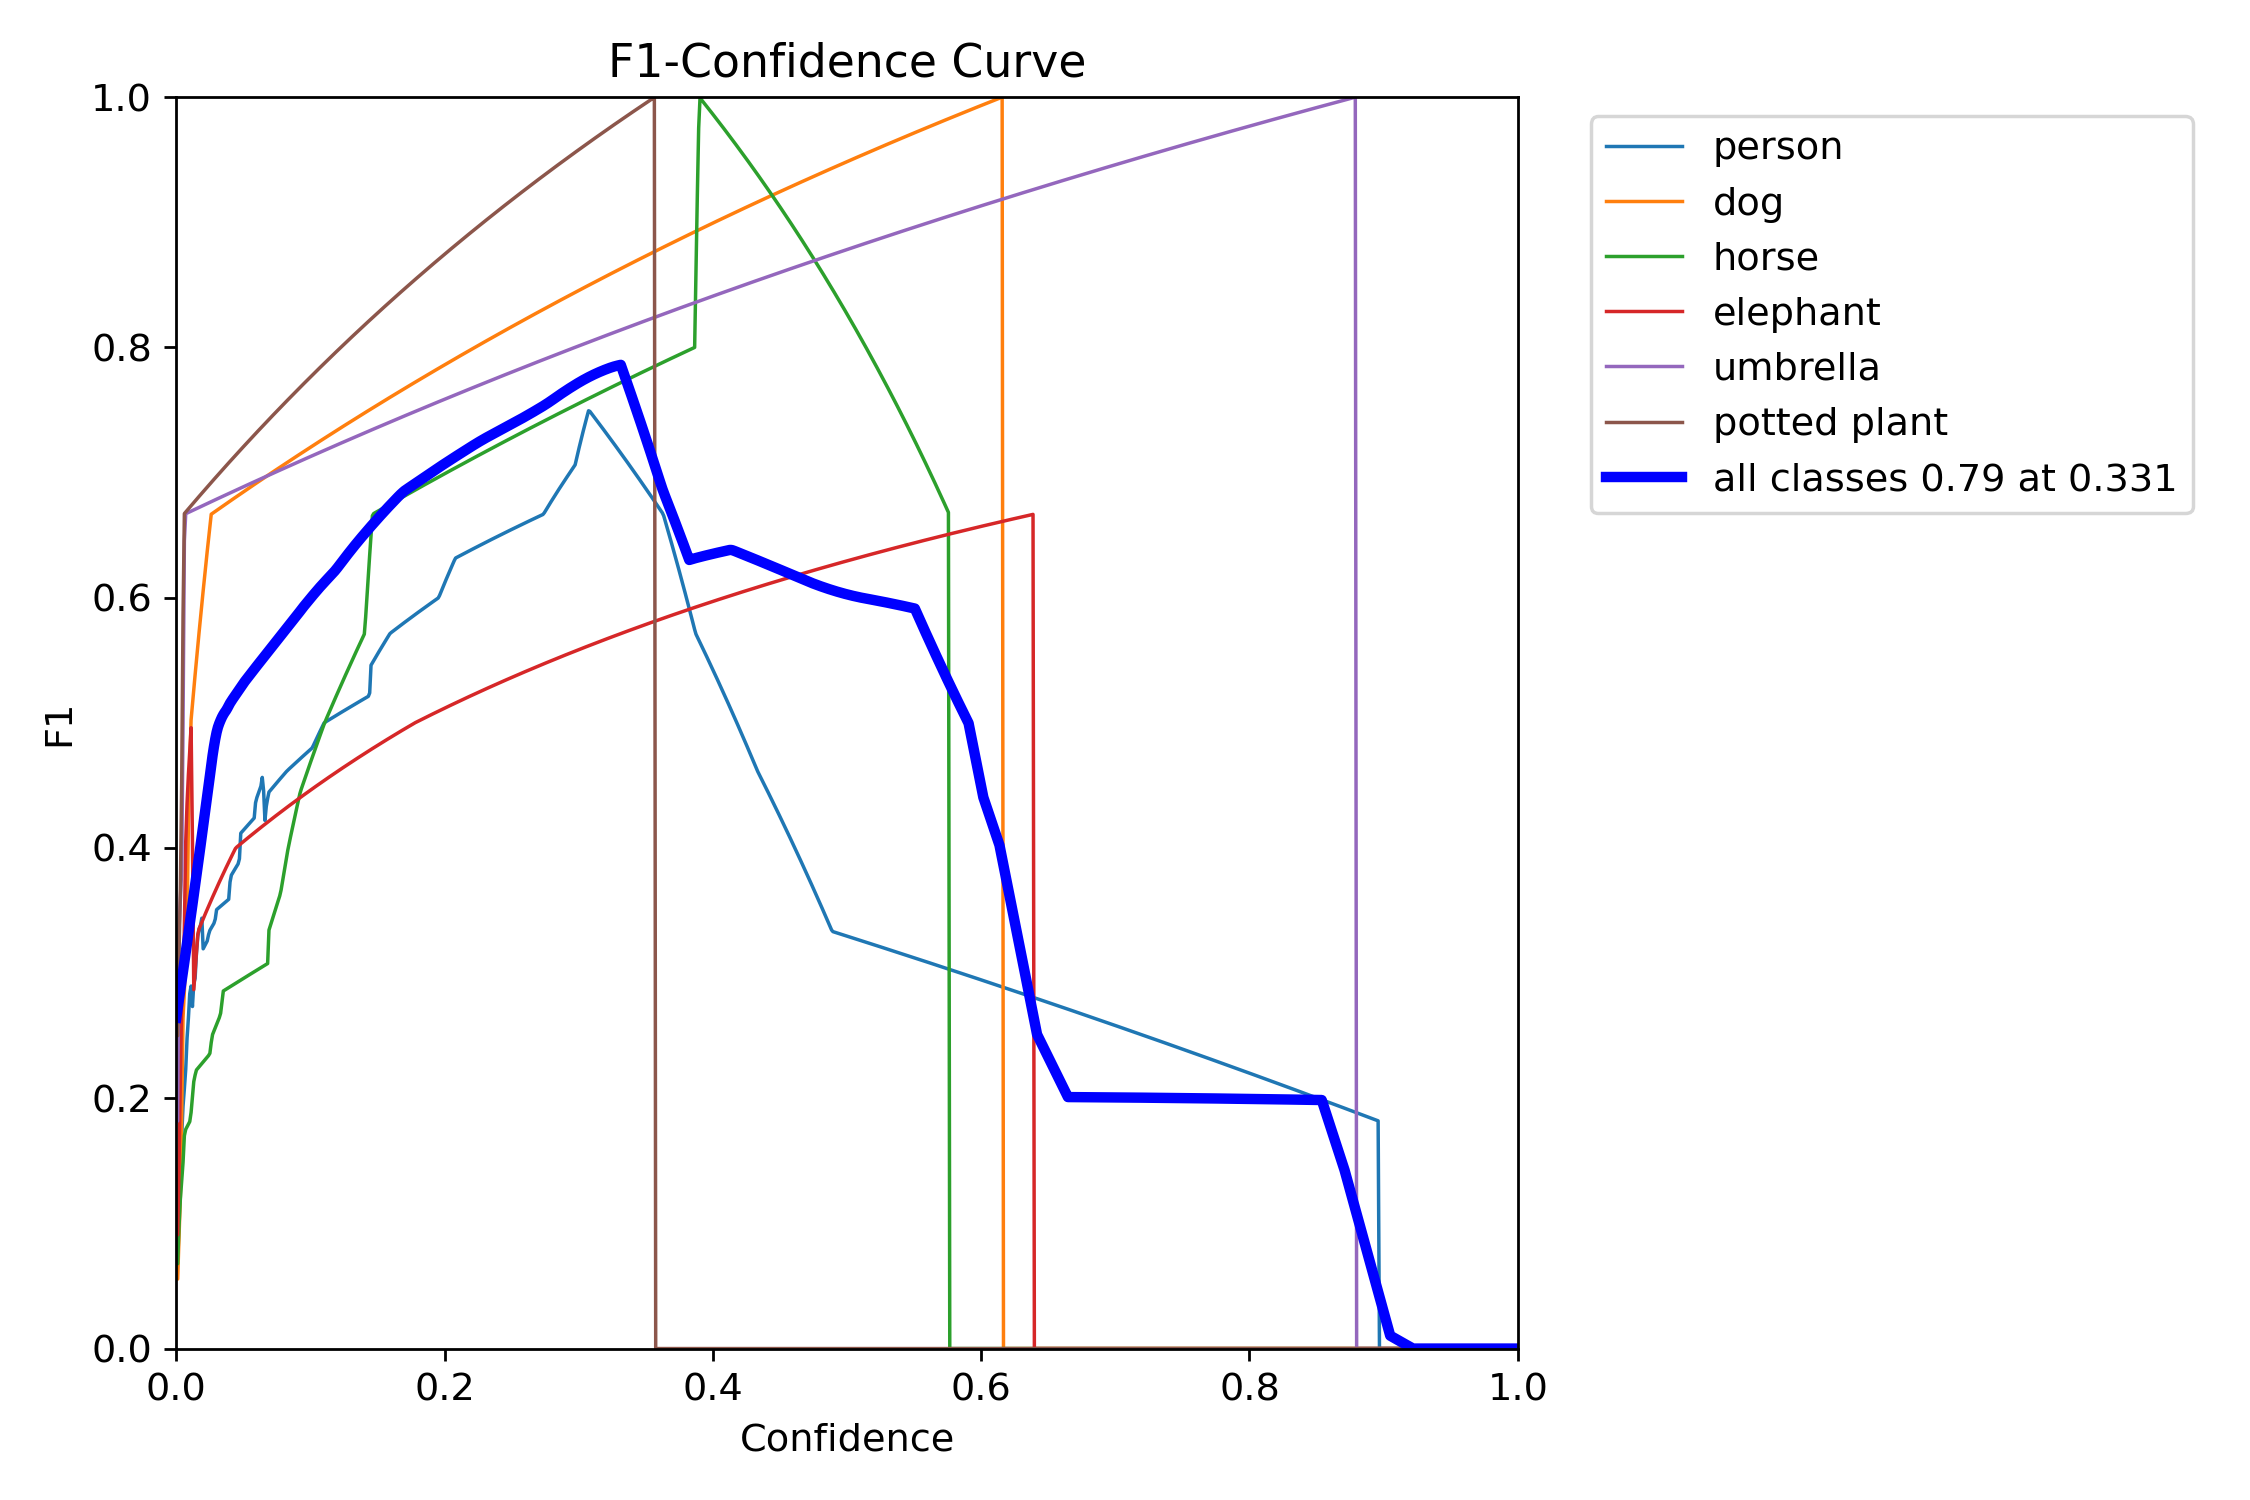 F1-Confidence Curve
1.0
0.8
0.6
0.4
0.2
0.0
F1
0.0 0.2 0.4 0.6 0.8 1.0
Confidence
person
dog
horse
elephant
umbrella
potted plant
all classes 0.79 at 0.331